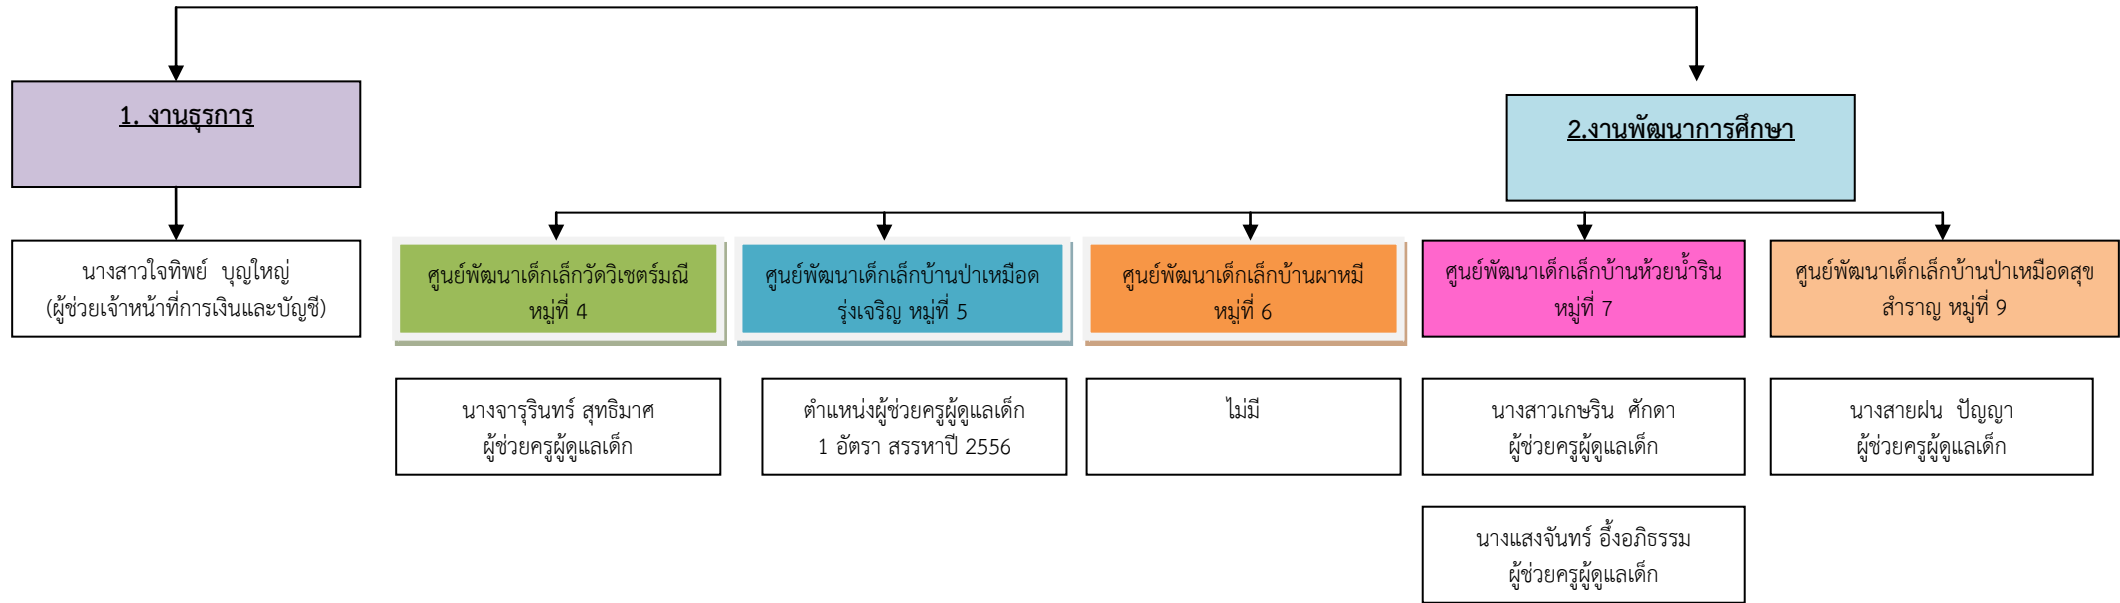 1. งานธุรการ
2.งานพัฒนาการศึกษา
นางสาวใจทิพย์  บุญใหญ่
(ผู้ช่วยเจ้าหน้าที่การเงินและบัญชี)
ศูนย์พัฒนาเด็กเล็กวัดวิเชตร์มณี
หมู่ที่ 4
ศูนย์พัฒนาเด็กเล็กบ้านป่าเหมือด
รุ่งเจริญ หมู่ที่ 5
ศูนย์พัฒนาเด็กเล็กบ้านผาหมี
หมู่ที่ 6
ศูนย์พัฒนาเด็กเล็กบ้านห้วยน้ำริน
หมู่ที่ 7
ศูนย์พัฒนาเด็กเล็กบ้านป่าเหมือดสุข
สำราญ หมู่ที่ 9
นางจารุรินทร์ สุทธิมาศ
ผู้ช่วยครูผู้ดูแลเด็ก
ตำแหน่งผู้ช่วยครูผู้ดูแลเด็ก
1 อัตรา สรรหาปี 2556
ไม่มี
นางสาวเกษริน  ศักดา
ผู้ช่วยครูผู้ดูแลเด็ก
นางสายฝน  ปัญญา
ผู้ช่วยครูผู้ดูแลเด็ก
นางแสงจันทร์ อึ้งอภิธรรม
ผู้ช่วยครูผู้ดูแลเด็ก